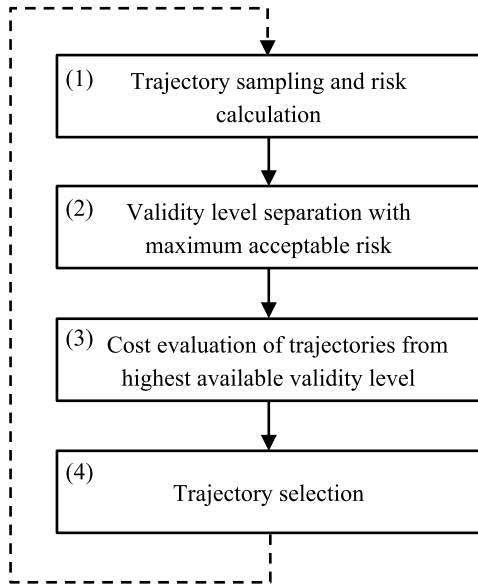 (1) Trajectory sampling and risk
calculation
(2) Validity level separation with
maximum acceptable risk
(3) Cost evaluation of trajectories from
highest available validity level
(4)
Trajectory selection